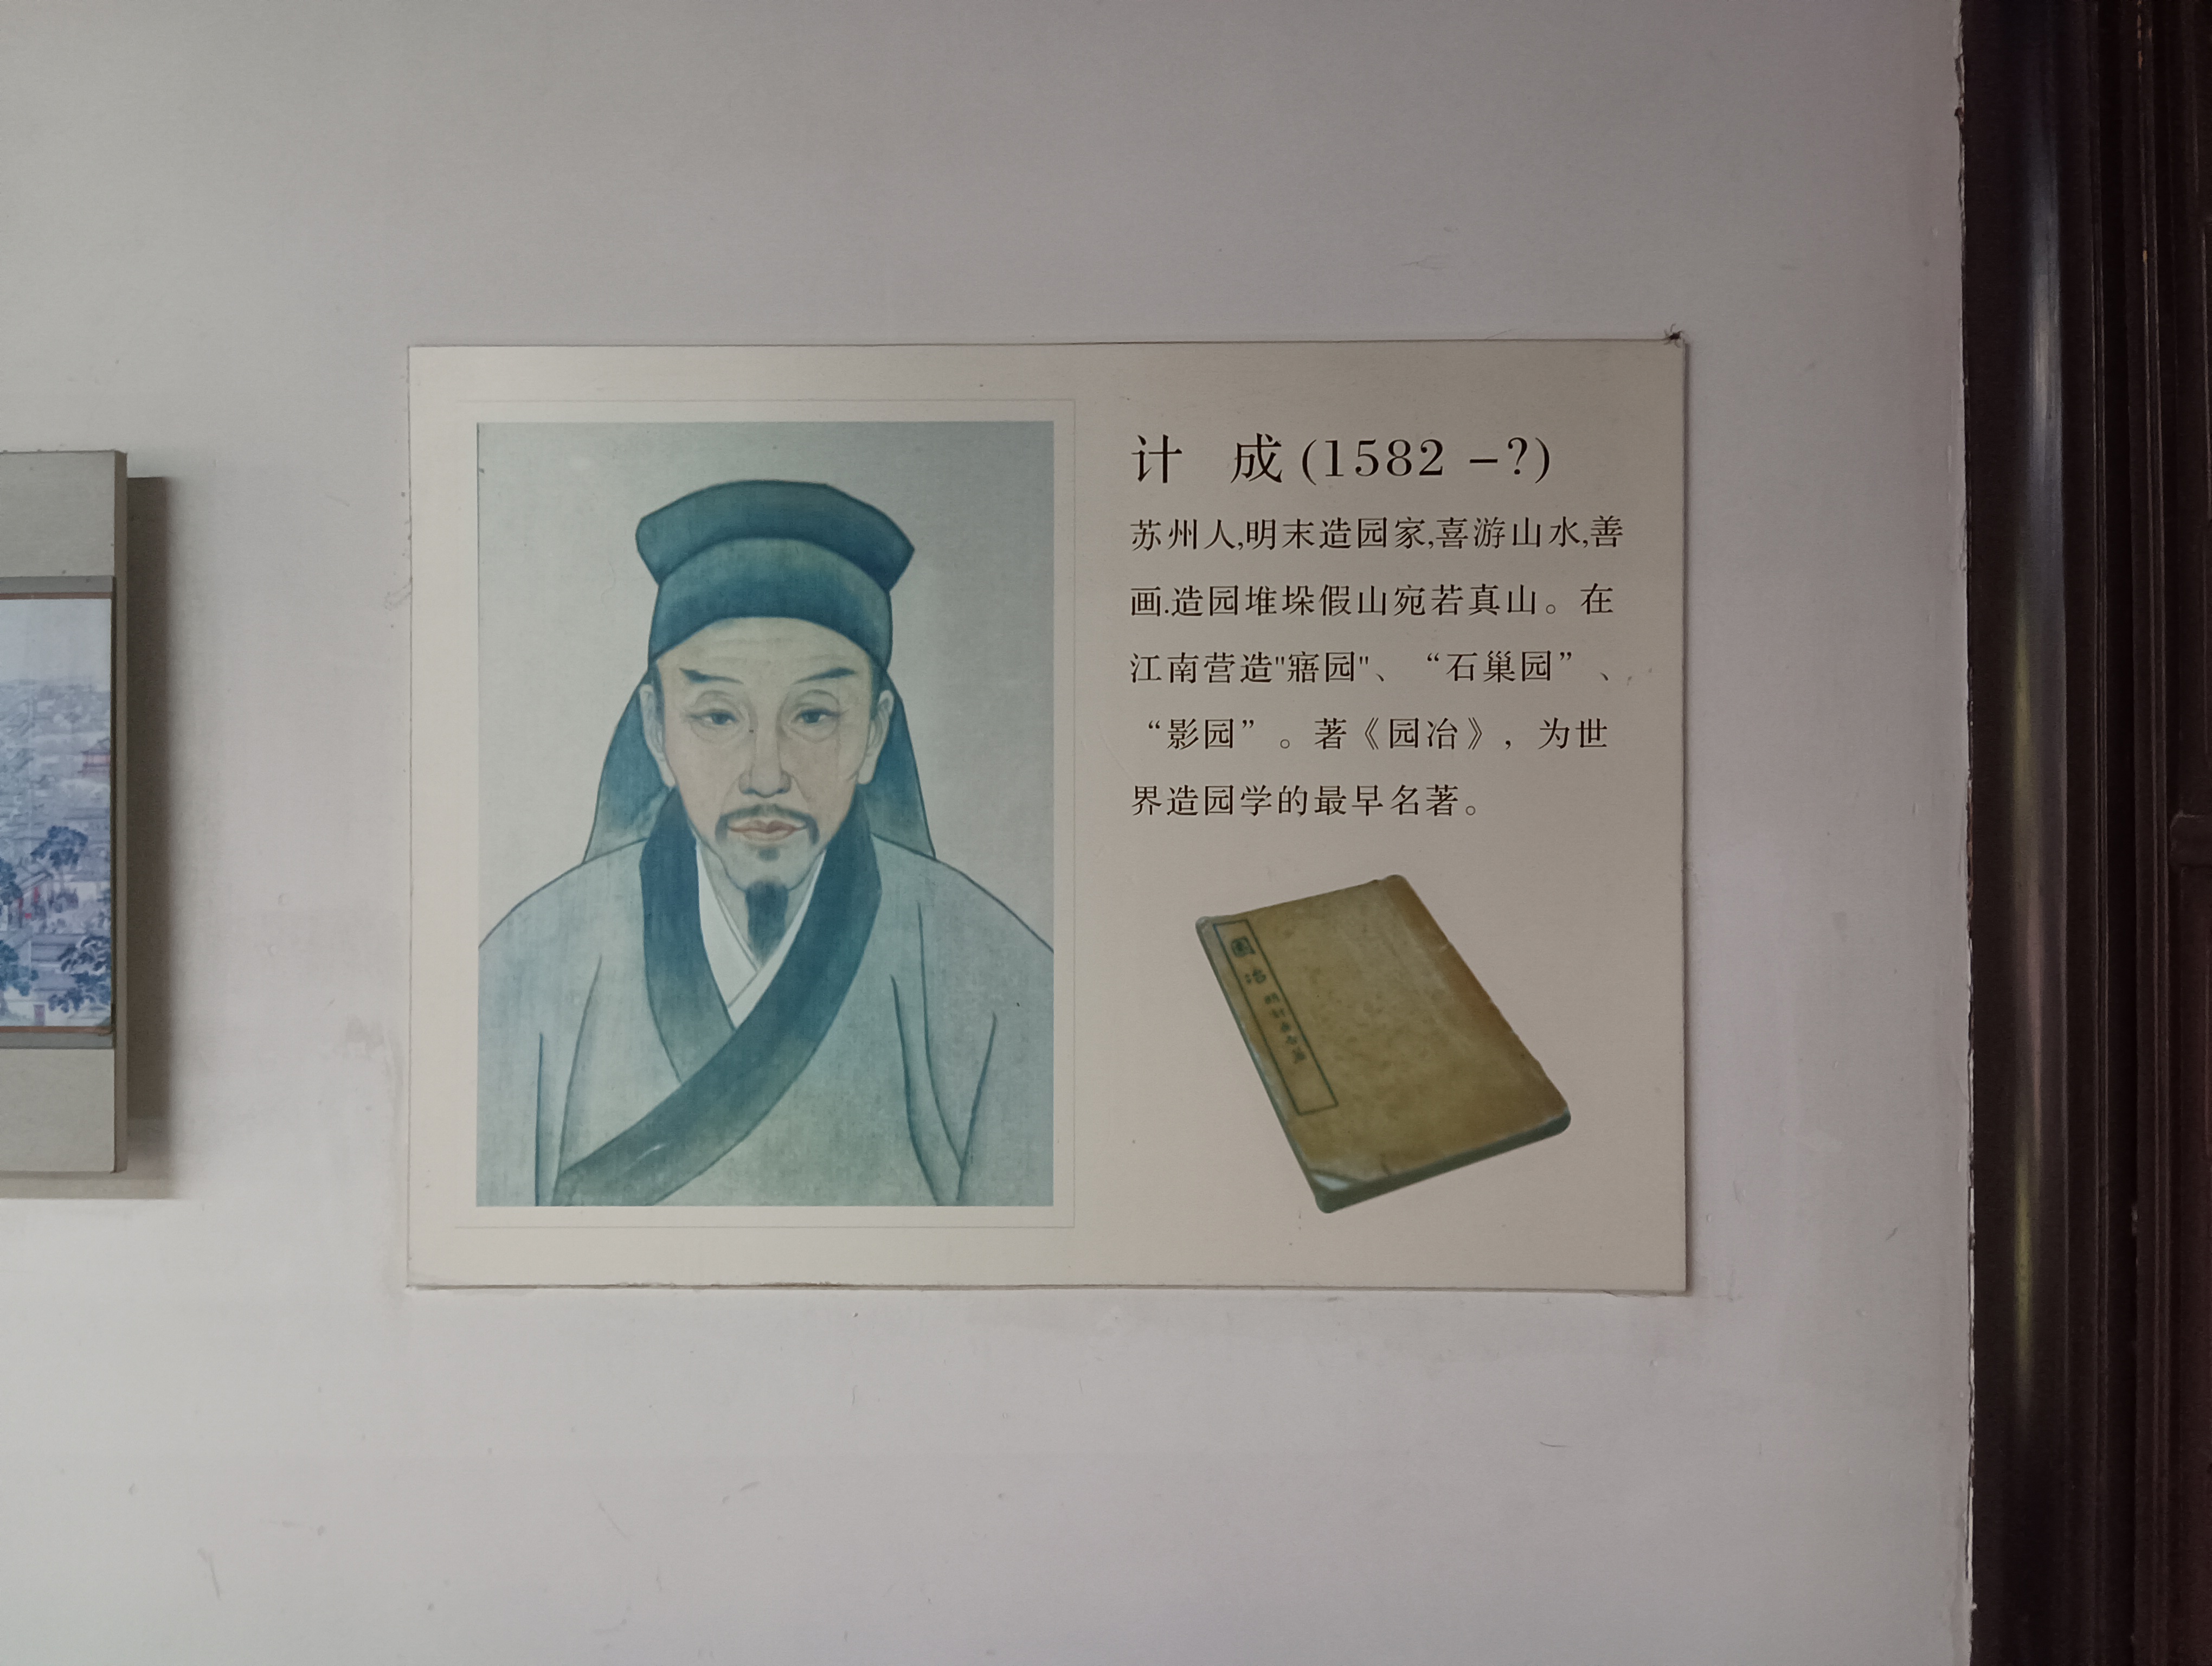 计 成(1582 -?)
苏州人,明末造园家,喜游山水,善
画.造园堆垛假山宛若真山。在
江南营造"寤园"、“石巢园”、
“影园”。著《园冶》，为世
界造园学的最早名著。
園冶